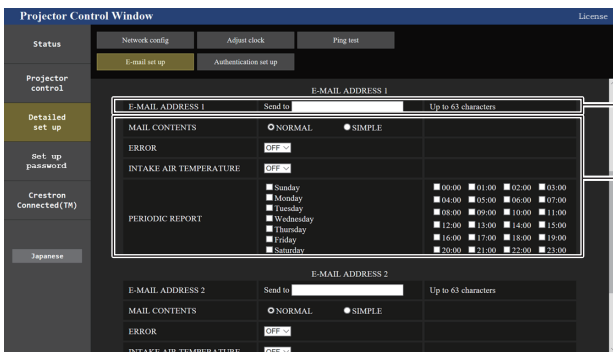 Projector Control Window License
Status
Network config Adjust clock Ping test
E-mail set up Authentication set up
Projector
control
Detailed
set up
Set up
password
Crestron
Connected(TM)
Japanese
E-MAIL ADDRESS 1
E-MAIL ADDRESS 1 Send to Up to 63 characters
MAIL CONTENTS NORMAL SIMPLE
ERROR OFF
INTAKE AIR TEMPERATURE OFF
PERIODIC REPORT
Sunday
Monday
Tuesday
Wednesday
Thursday
Friday
Saturday
00:00 01:00 02:00 03:00
04:00 05:00 06:00 07:00
08:00 09:00 10:00 11:00
12:00 13:00 14:00 15:00
16:00 17:00 18:00 19:00
20:00 21:00 22:00 23:00
E-MAIL ADDRESS 2
E-MAIL ADDRESS 2 Send to Up to 63 characters
MAIL CONTENTS NORMAL SIMPLE
ERROR OFF
INTAKE AIR TEMPERATURE OFF